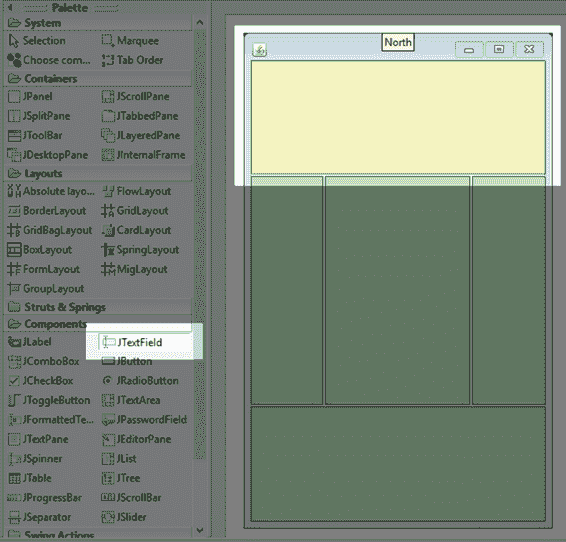 Palette
System
Selection Marquee
Choose com... Tab Order
Containers
JPanel JScrollPane
JSplitPane JTabbedPane
JToolBar JLayeredPane
JDesktopPane JInternalFrame
Layouts
Absolute layo... FlowLayout
BorderLayout GridLayout
GridBagLayout CardLayout
BoxLayout SpringLayout
FormLayout MigLayout
GroupLayout
Struts & Springs
Components
JLabel JTextField
JComboBox JButton
JCheckBox JRadioButton
JToggleButton JTextArea
JFormattedTe... JPasswordField
JTextPane JEditorPane
JSpinner JList
JTable JTree
JProgressBar JScrollBar
JSeparator JSlider
Swing Actions
North